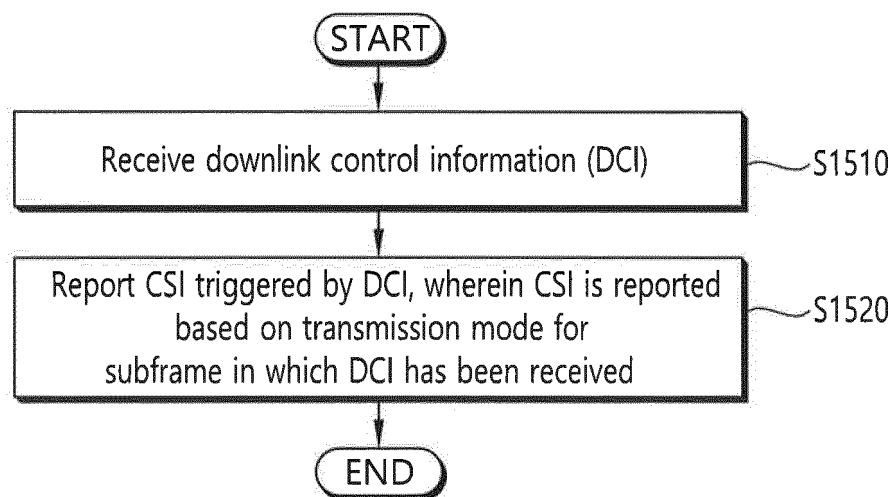 START
Receive downlink control information (DCI)
S1510
Report CSI triggered by DCI, wherein CSI is reported
based on transmission mode for
subframe in which DCI has been received
S1520
END